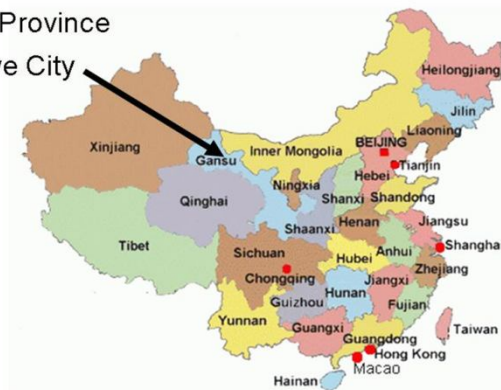 Province
City
Heilongjiang
Jilin
Liaoning
BEIJING
Tianjin
Inner Mongolia
Xinjiang
Gansu
Hebei
Ningxia
Shanxi
Shandong
Qinghai
Shaanxi
Henan
Jiangsu
Tibet
Sichuan
Anhui
Shangha
Hubei
Chongqing
Zhejiang
Hunan
Jiangxi
Guizhou
Fujian
Yunnan
Guangxi
Guangdong
Taiwan
Hong Kong
Macao
Hainan